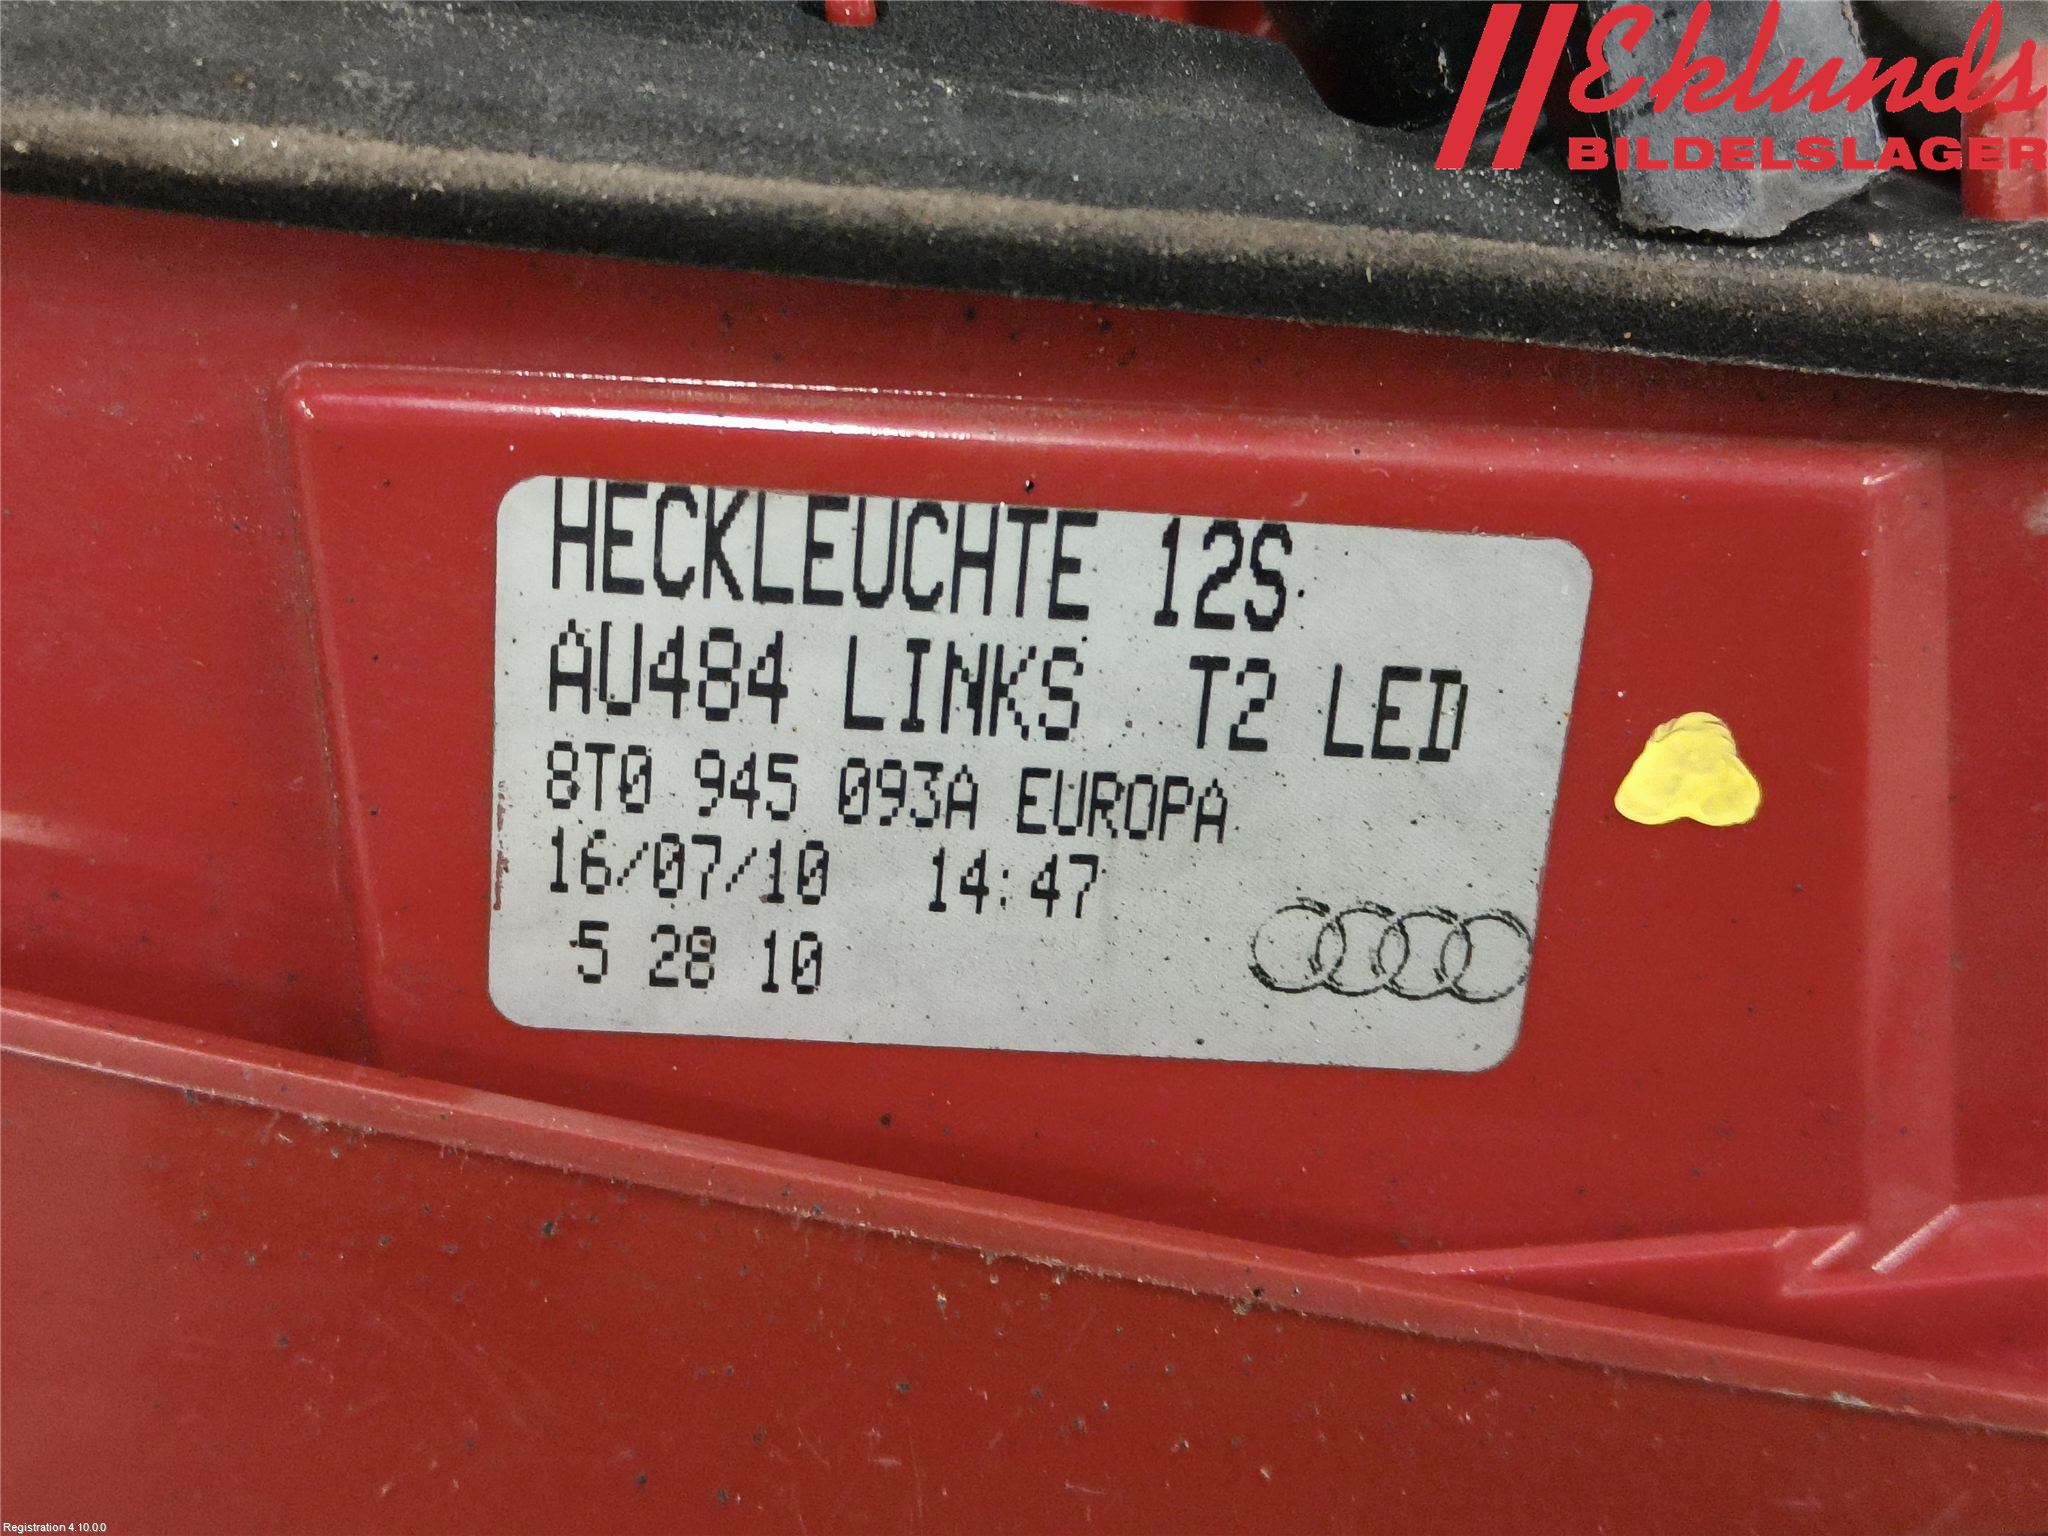 Eklunds
BILDELSLAGER
HECKLEUCHTE 12S
AU484 LINKS T2 LED
8T0 945 093A EUROPA
16/07/10 14:47
5 28 10
Registration 4.10.0.0